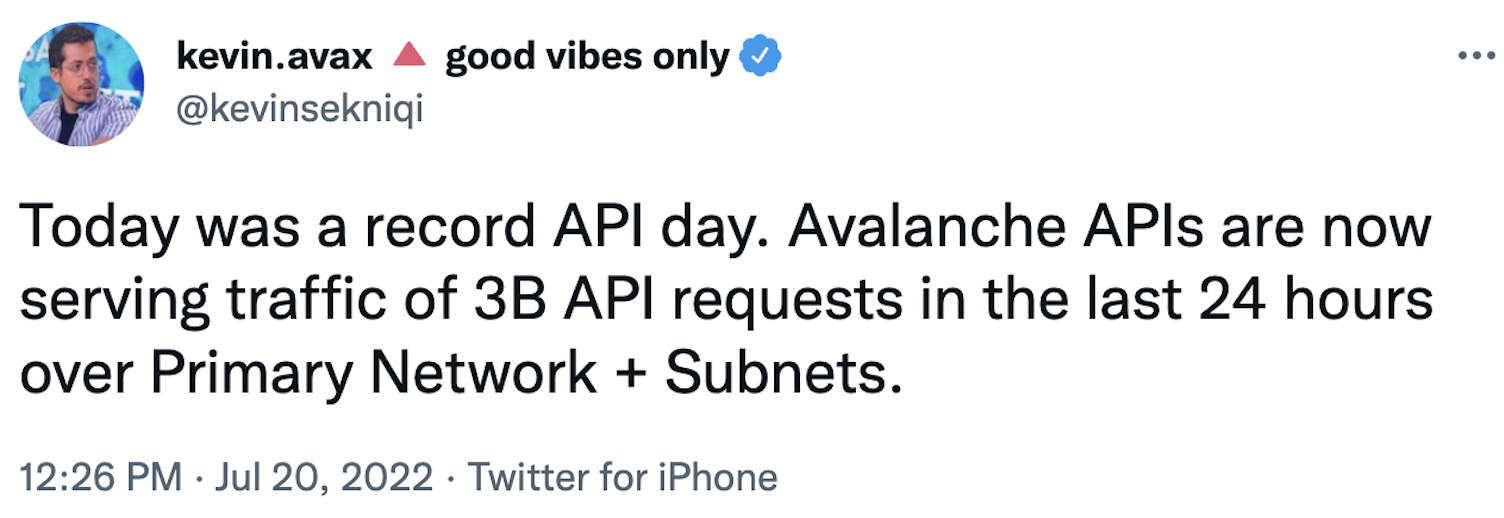 kevin.avax 🔺 good vibes only
@kevinsekniqi
Today was a record API day. Avalanche APIs are now
serving traffic of 3B API requests in the last 24 hours
over Primary Network + Subnets.
12:26 PM · Jul 20, 2022 · Twitter for iPhone